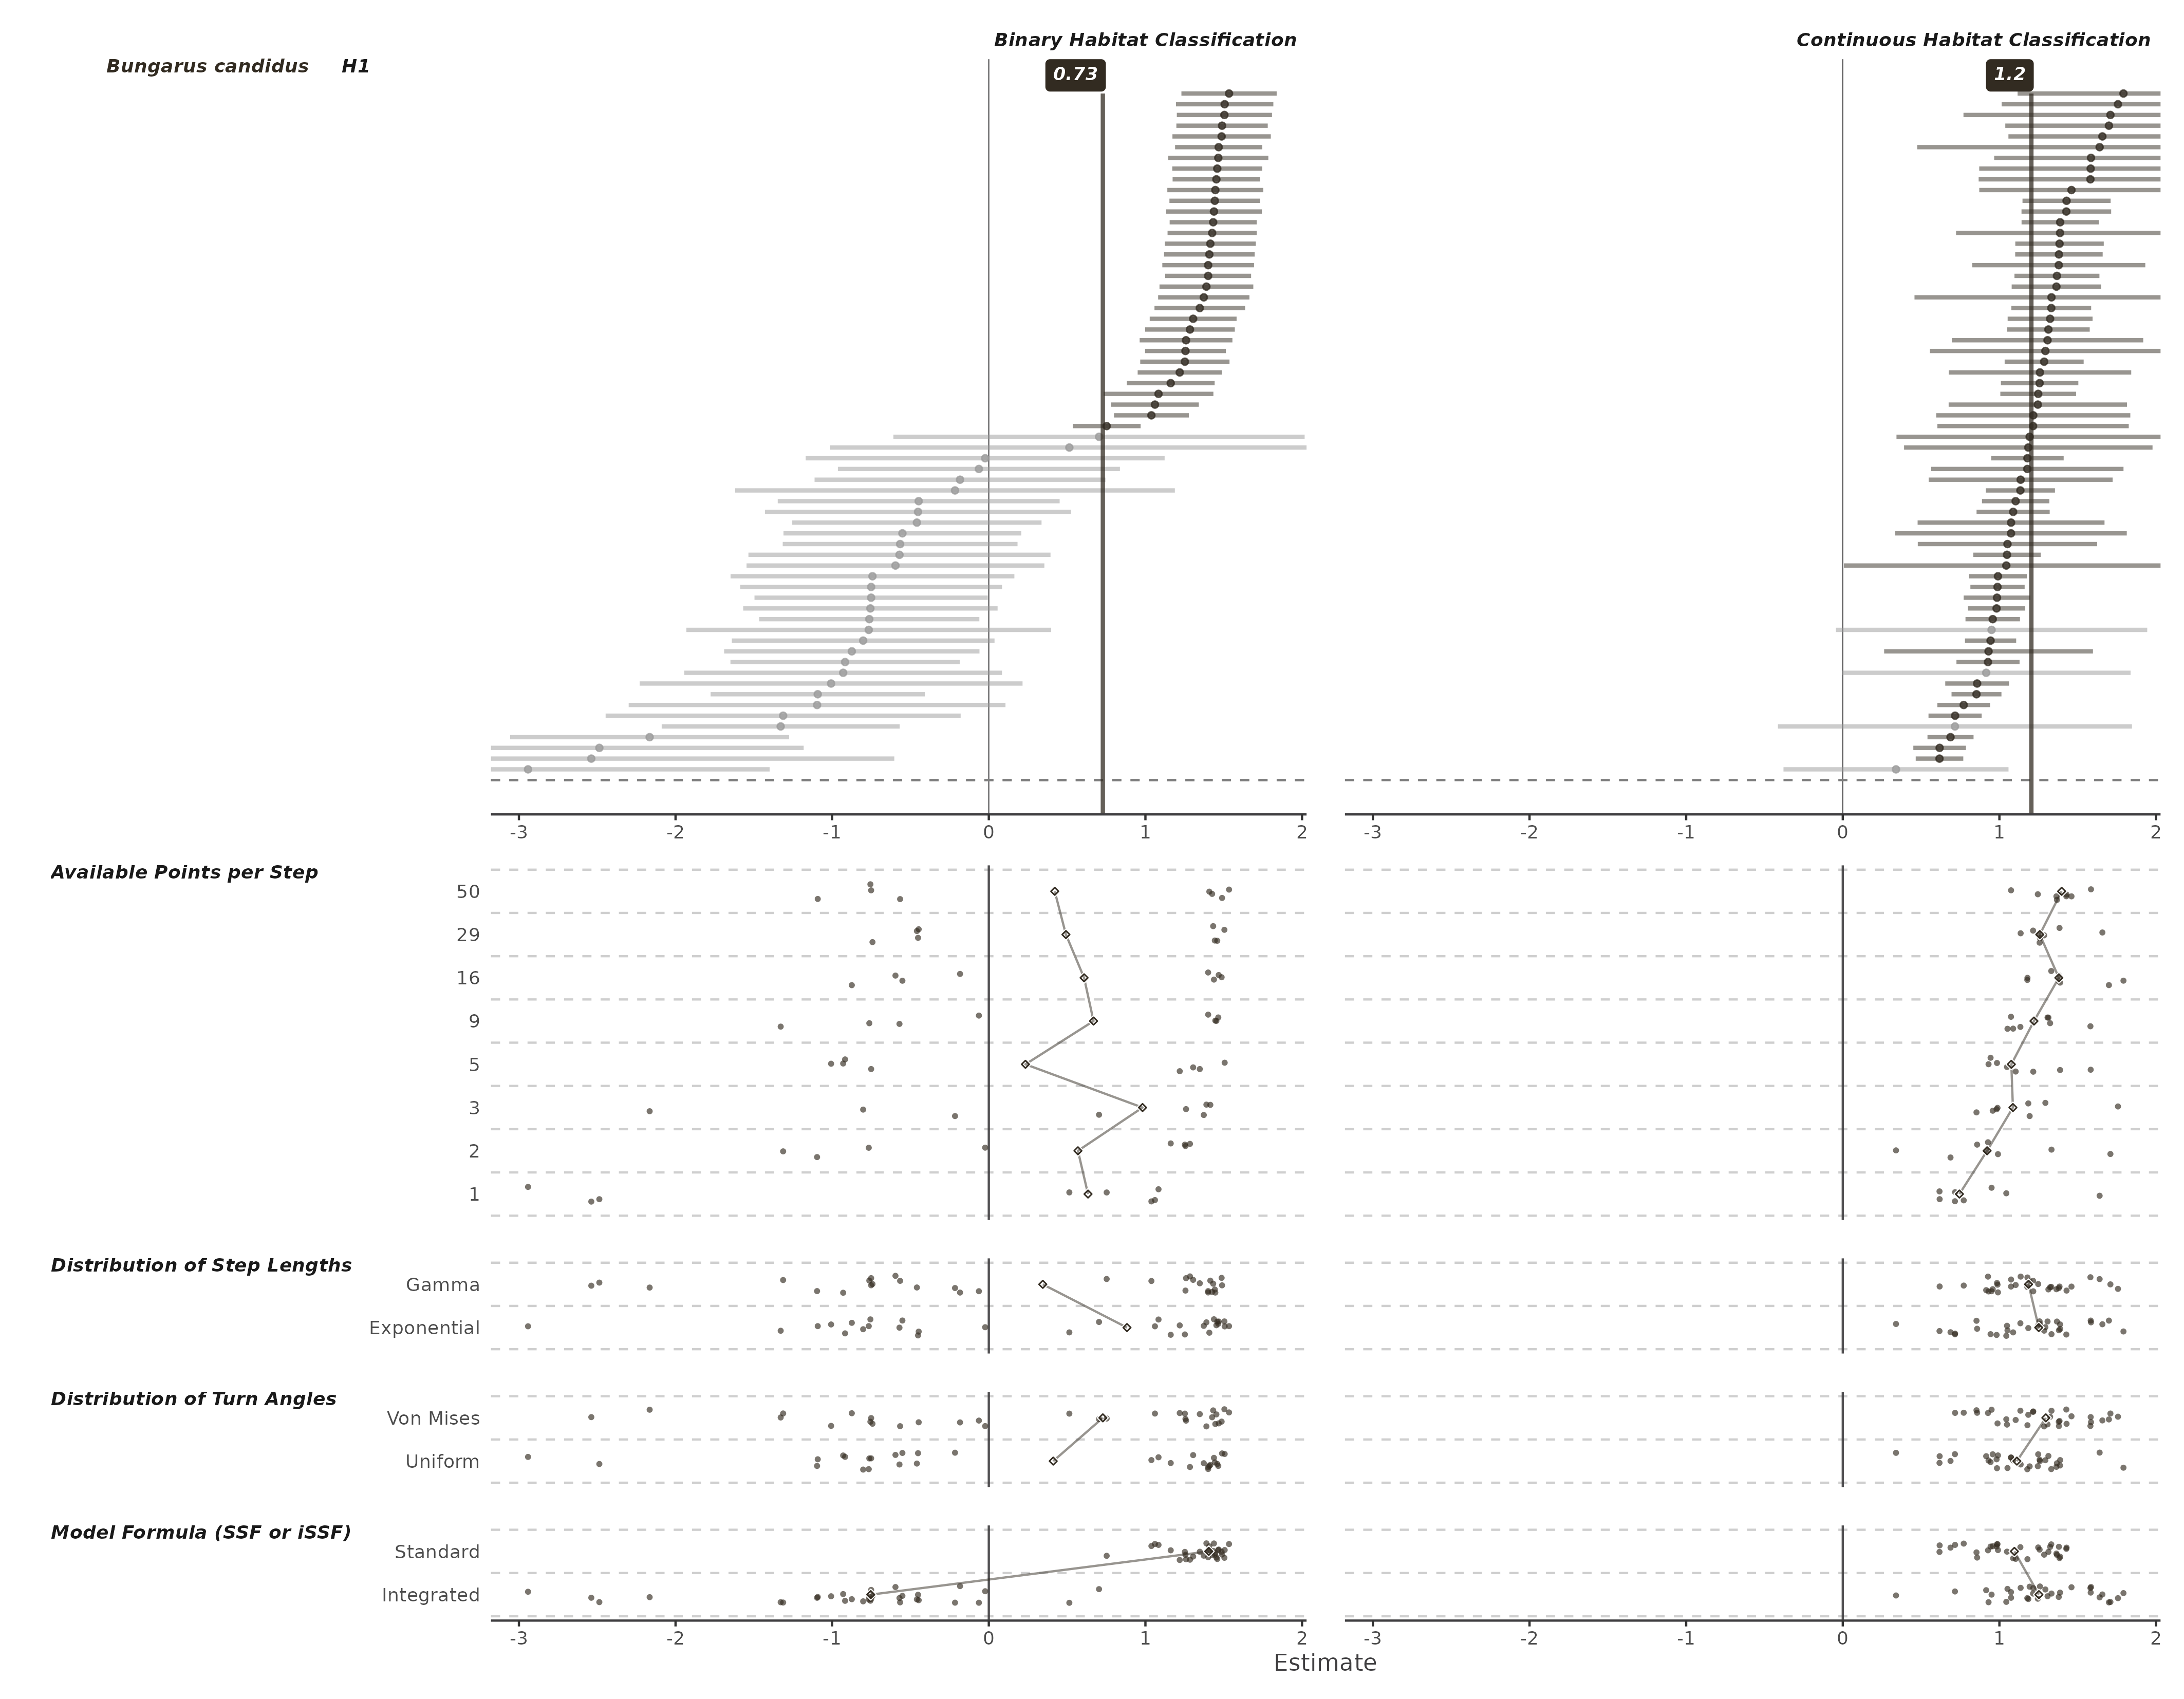 Binary Habitat Classification
Continuous Habitat Classification
Bungarus candidus H1
0.73
1.2
-3 -2 -1 0 1 2
-3 -2 -1 0 1 2
Available Points per Step
50
29
16
9
5
3
2
1
Distribution of Step Lengths
Gamma
Exponential
Distribution of Turn Angles
Von Mises
Uniform
Model Formula (SSF or iSSF)
Standard
Integrated
-3 -2 -1 0 1 2
-3 -2 -1 0 1 2
Estimate